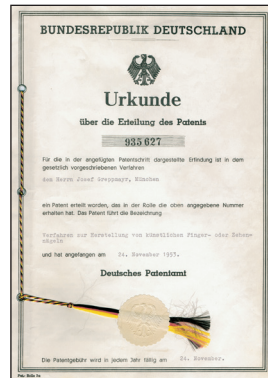 BUNDESREPUBLIK DEUTSCHLAND
Urkunde
über die Erteilung des Patents
935 627
Für die in der angefügten Patentschrift dargestellte Erfindung ist in dem
gesetzlich vorgeschriebenen Verfahren
dem Herrn Josef Greppmayr, München
ein Patent erteilt worden, das in der Rolle die oben angegebene Nummer
erhalten hat. Das Patent führt die Bezeichnung
Verfahren zur Herstellung von künstlichen Finger- oder Zehen-
nägeln
und hat angefangen am 24. November 1957.
Deutsches Patentamt
Die Patentgebühr wird in jedem Jahr fällig am 24. November.